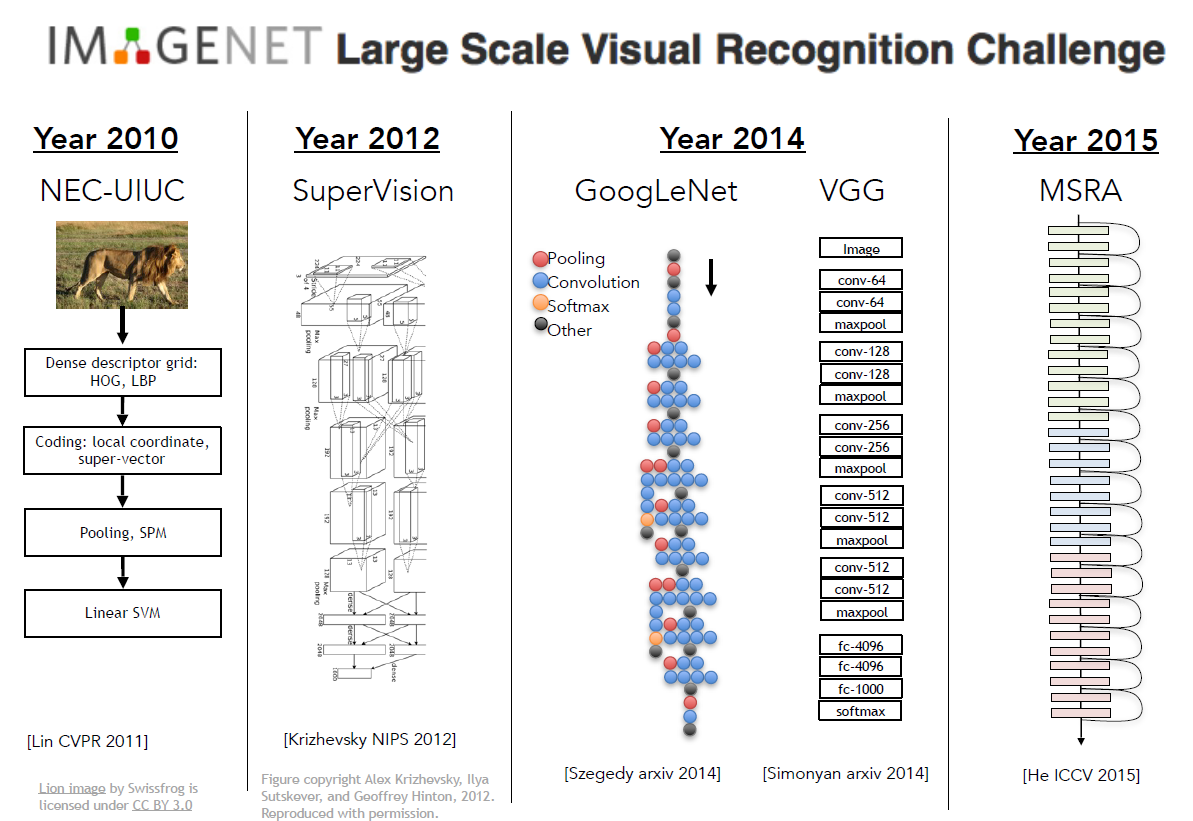 IMAGENET Large Scale Visual Recognition Challenge
Year 2010
NEC-UIUC
Dense descriptor grid:
HOG, LBP
Coding: local coordinate,
super-vector
Pooling, SPM
Linear SVM
[Lin CVPR 2011]
Lion image by Swissfrog is
licensed under CC BY 3.0
Year 2012
SuperVision
[Krizhevsky NIPS 2012]
Figure copyright Alex Krizhevsky, Ilya
Sutskever, and Geoffrey Hinton, 2012.
Reproduced with permission.
Year 2014
GoogLeNet
Pooling
Convolution
Softmax
Other
[Szegedy arxiv 2014]
VGG
Image
conv-64
conv-64
maxpool
conv-128
conv-128
maxpool
conv-256
conv-256
maxpool
conv-512
conv-512
maxpool
conv-512
conv-512
maxpool
fc-4096
fc-4096
fc-1000
softmax
[Simonyan arxiv 2014]
Year 2015
MSRA
[He ICCV 2015]